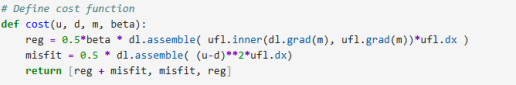 # Define cost function
def cost(u, d, m, beta):
    reg = 0.5*beta * dl.assemble( ufl.inner(dl.grad(m), ufl.grad(m))*ufl.dx )
    misfit = 0.5 * dl.assemble( (u-d)**2*ufl.dx)
    return [reg + misfit, misfit, reg]